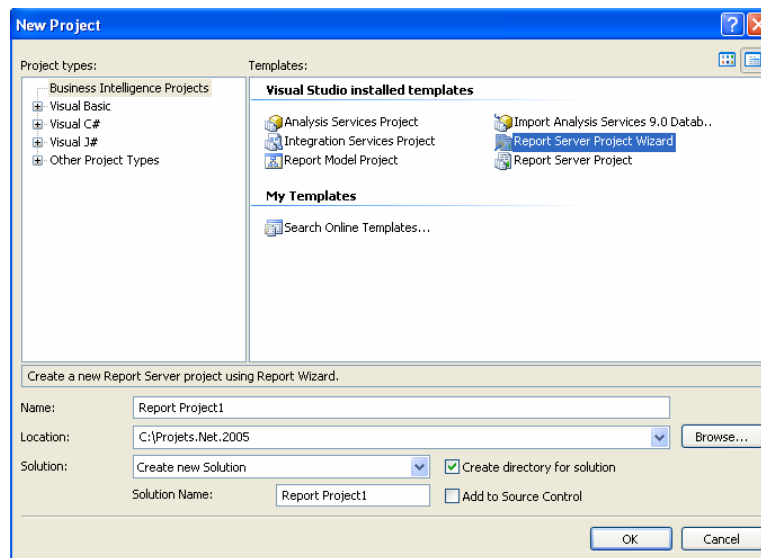 New Project
Project types:
Templates:
Business Intelligence Projects
Visual Basic
Visual C#
Visual J#
Other Project Types
Visual Studio installed templates
Analysis Services Project
Import Analysis Services 9.0 Datab..
Integration Services Project
Report Server Project Wizard
Report Model Project
Report Server Project
My Templates
Search Online Templates...
Create a new Report Server project using Report Wizard.
Name: Report Project1
Location: C:\Projets.Net.2005 Browse...
Solution: Create new Solution Create directory for solution
Solution Name: Report Project1 Add to Source Control
OK Cancel